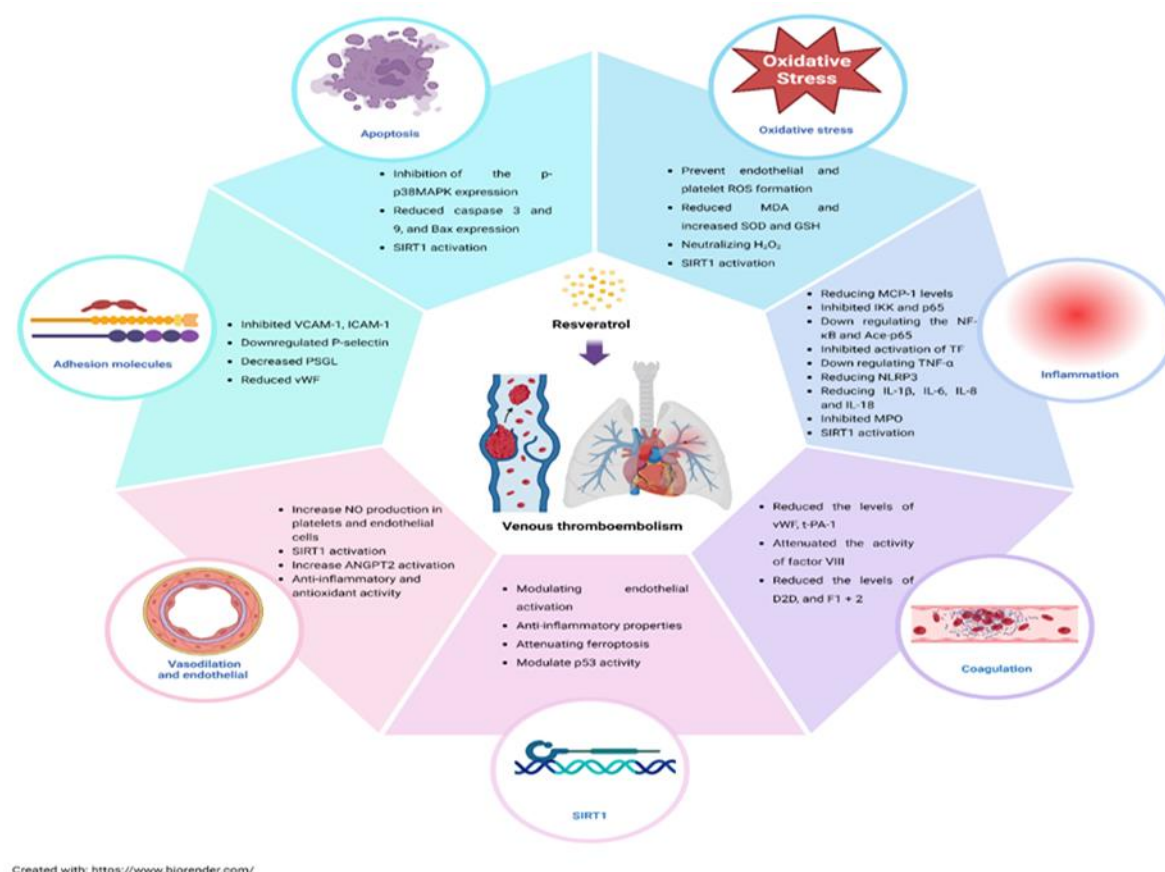 Apoptosis
• Inhibition of the p-
p38MAPK expression
• Reduced caspase 3 and
9, and Bax expression
• SIRT1 activation
Oxidative
Stress
Oxidative stress
• Prevent endothelial and
platelet ROS formation
• Reduced MDA and
increased SOD and GSH
• Neutralizing H₂O₂
• SIRT1 activation
Adhesion molecules
• Inhibited VCAM-1, ICAM-1
• Downregulated P-selectin
• Decreased PSGL
• Reduced vWF
Resveratrol
Venous thromboembolism
• Reducing MCP-1 levels
• Inhibited IKK and p65
• Down regulating the NF-
κB and Ace-p65
• Inhibited activation of TF
• Down regulating TNF-α
• Reducing NLRP3
• Reducing IL-1β, IL-6, IL-8
and IL-18
• Inhibited MPO
• SIRT1 activation
Inflammation
• Increase NO production in
platelets and endothelial
cells
• SIRT1 activation
• Increase ANGPT2 activation
• Anti-inflammatory and
antioxidant activity
Vasodilation
and endothelial
• Modulating endothelial
activation
• Anti-inflammatory properties
• Attenuating ferroptosis
• Modulate p53 activity
SIRT1
• Reduced the levels of
vWF, t-PA-1
• Attenuated the activity
of factor VIII
• Reduced the levels of
D2D, and F1 + 2
Coagulation
Created with: https://www.biorender.com/